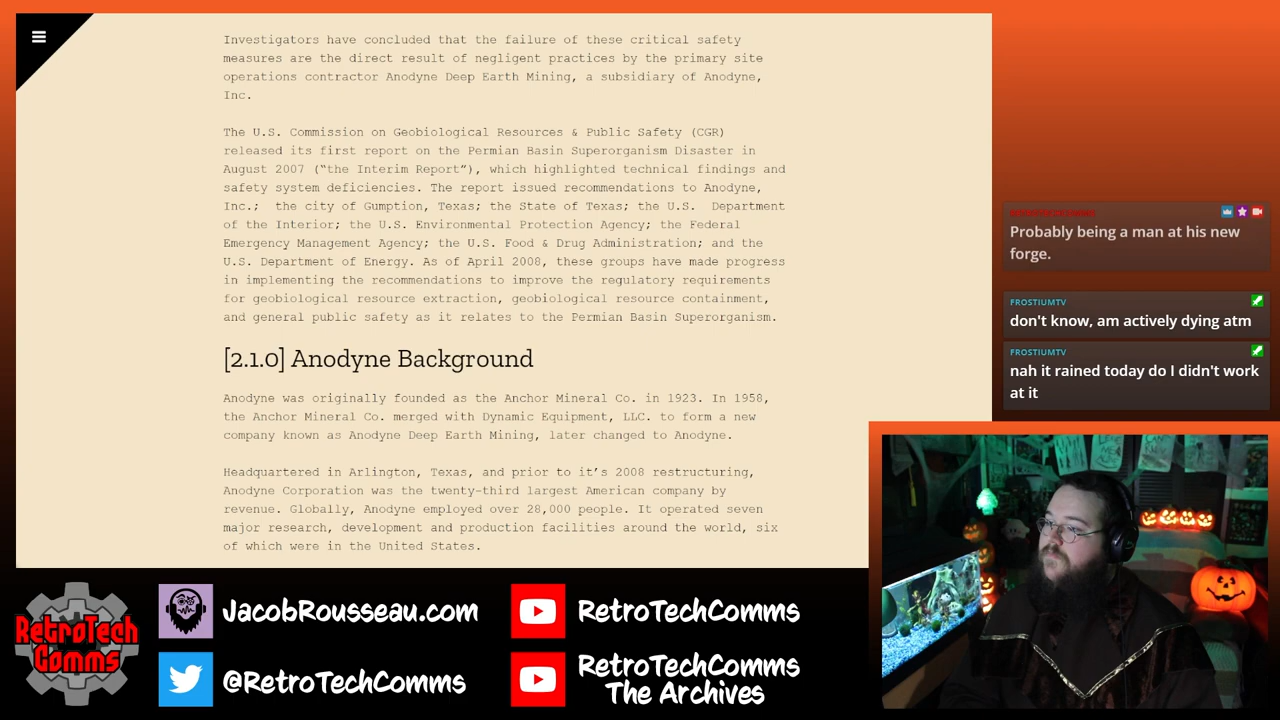 Investigators have concluded that the failure of these critical safety
measures are the direct result of negligent practices by the primary site
operations contractor Anodyne Deep Earth Mining, a subsidiary of Anodyne,
Inc.
The U.S. Commission on Geobiological Resources & Public Safety (CGR)
released its first report on the Permian Basin Superorganism Disaster in
August 2007 (“the Interim Report”), which highlighted technical findings and
safety system deficiencies. The report issued recommendations to Anodyne,
Inc.;  the city of Gumption, Texas; the State of Texas; the U.S.  Department
of the Interior; the U.S. Environmental Protection Agency; the Federal
Emergency Management Agency; the U.S. Food & Drug Administration; and the
U.S. Department of Energy. As of April 2008, these groups have made progress
in implementing the recommendations to improve the regulatory requirements
for geobiological resource extraction, geobiological resource containment,
and general public safety as it relates to the Permian Basin Superorganism.
[2.1.0] Anodyne Background
Anodyne was originally founded as the Anchor Mineral Co. in 1923. In 1958,
the Anchor Mineral Co. merged with Dynamic Equipment, LLC. to form a new
company known as Anodyne Deep Earth Mining, later changed to Anodyne.
Headquartered in Arlington, Texas, and prior to it’s 2008 restructuring,
Anodyne Corporation was the twenty-third largest American company by
revenue. Globally, Anodyne employed over 28,000 people. It operated seven
major research, development and production facilities around the world, six
of which were in the United States.
Probably being a man at his new
forge.
FROSTIUMTV
don't know, am actively dying atm
FROSTIUMTV
nah it rained today do I didn't work
at it
RetroTech
Comms
JacobRousseau.com
@RetroTechComms
RetroTechComms
RetroTechComms
The Archives